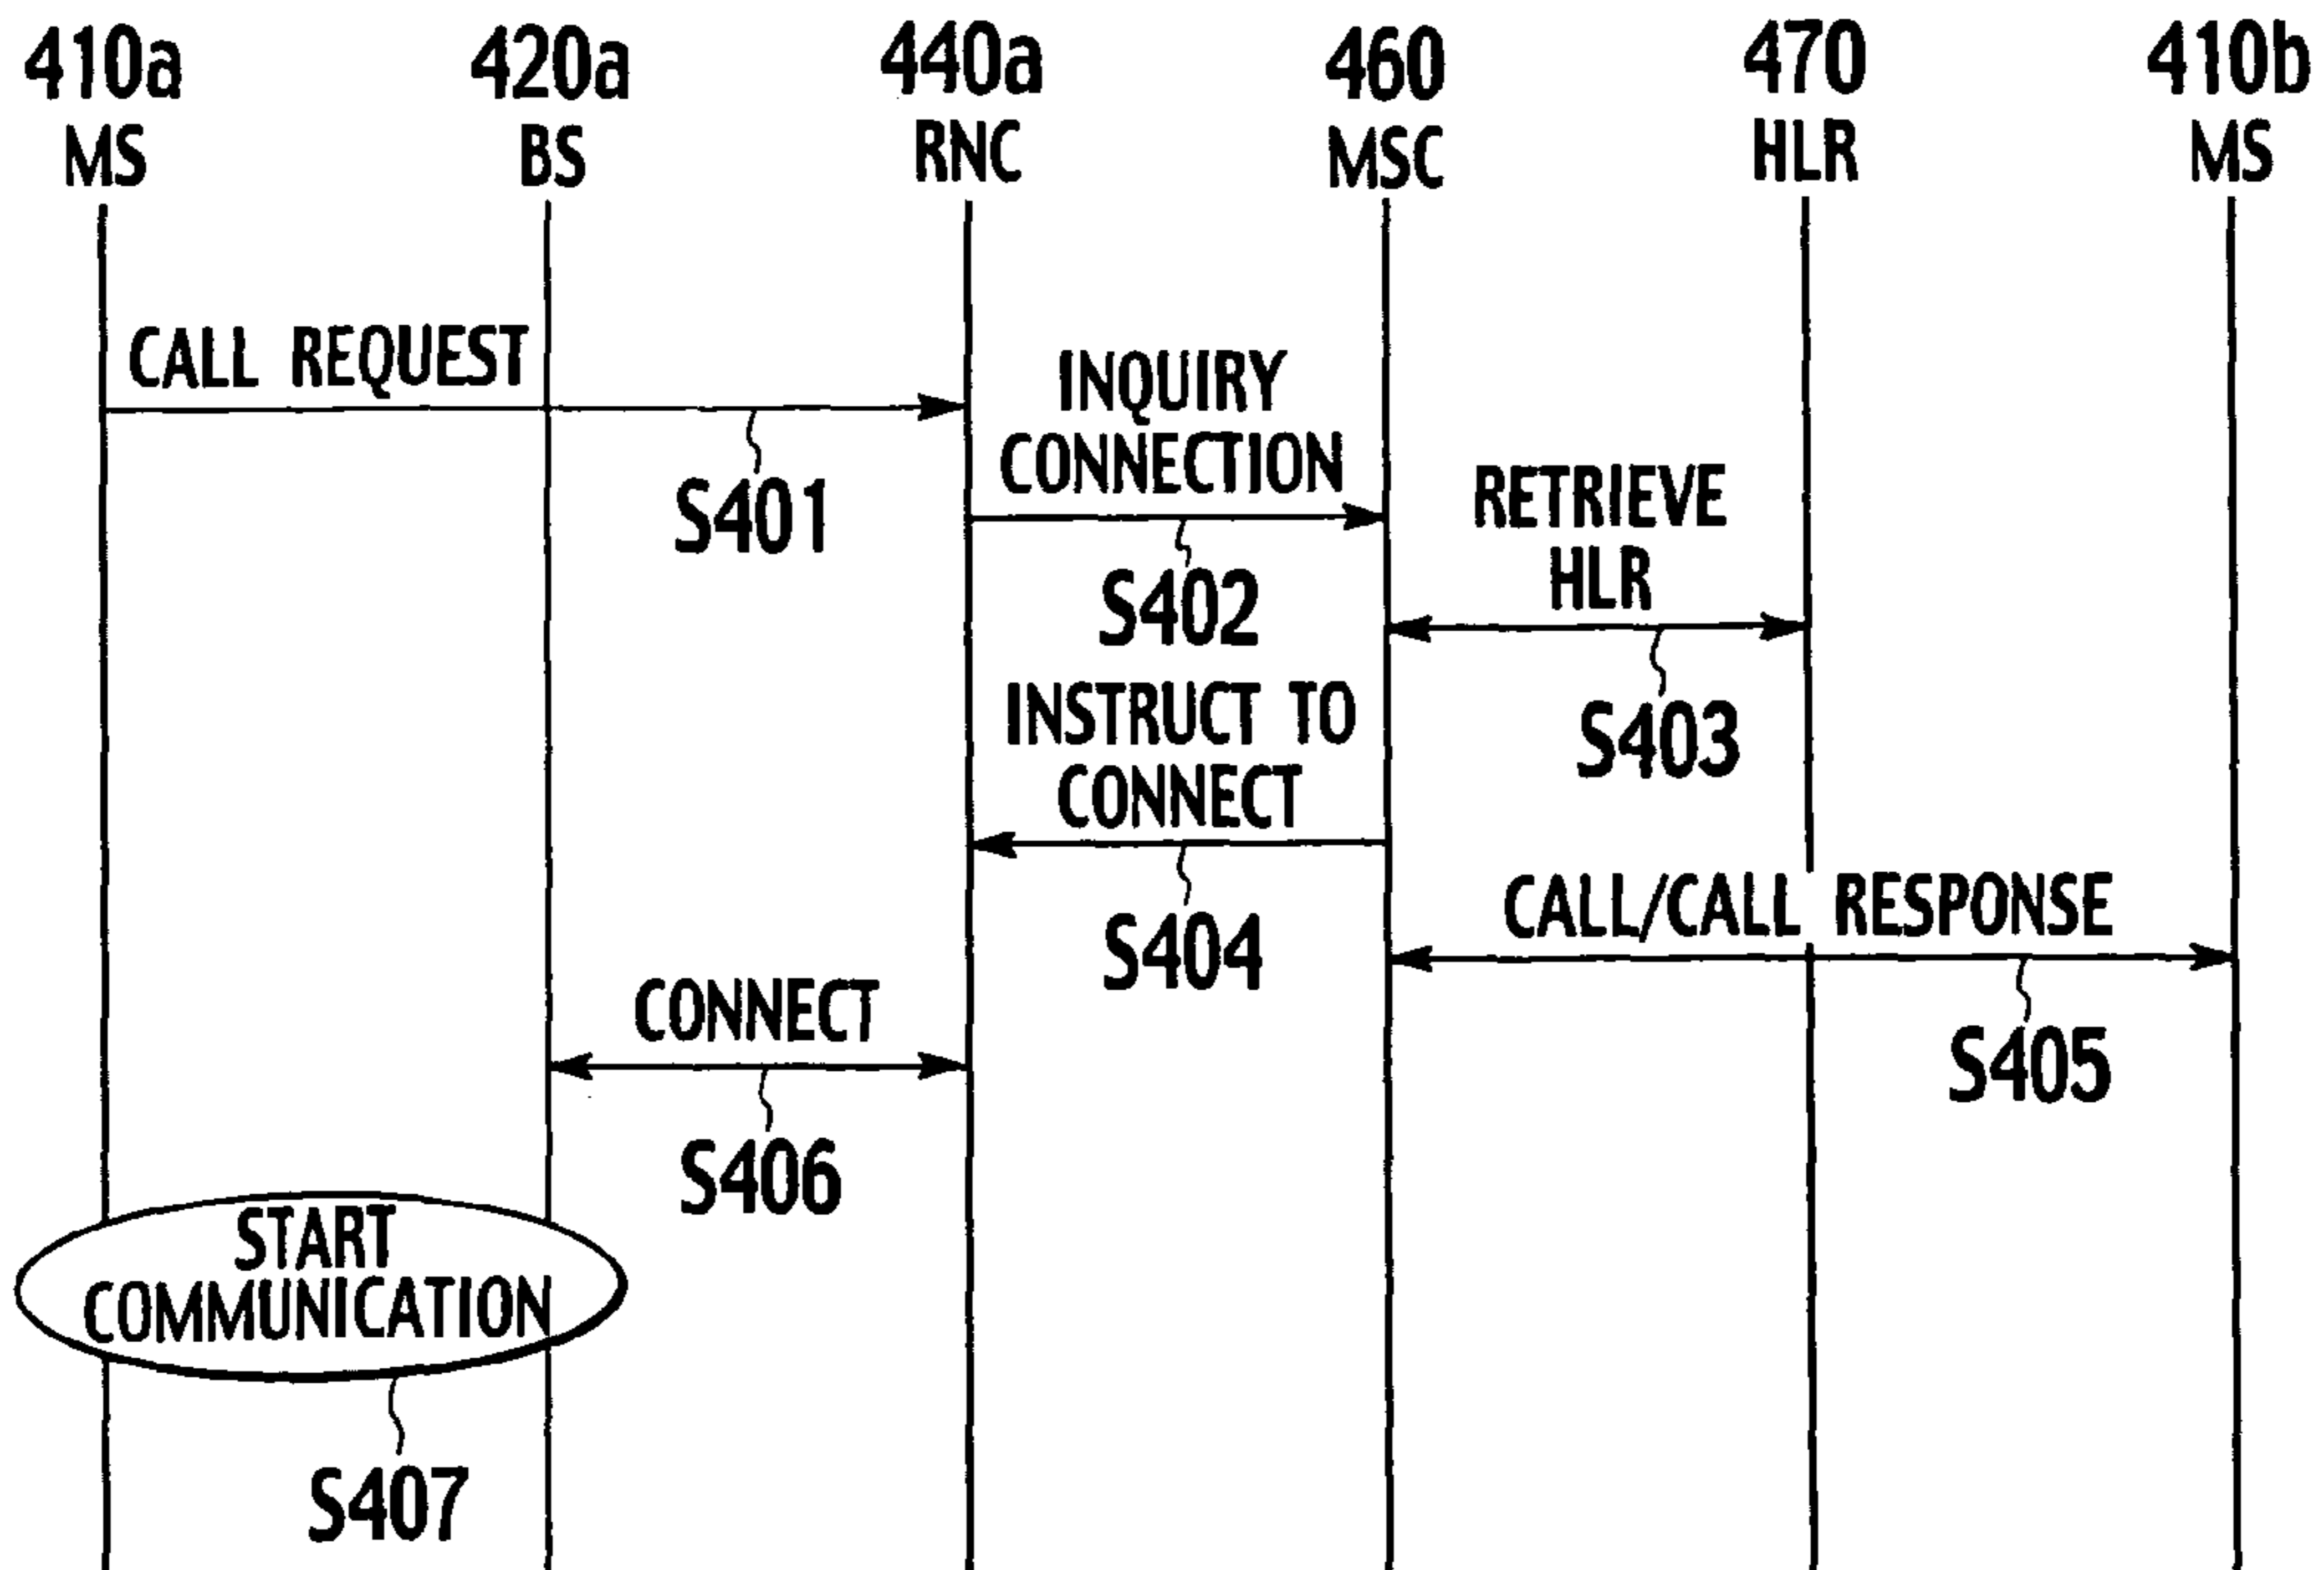 410a 420a 440a 460 470 410b
MS BS RNC MSC HLR MS
CALL REQUEST
S401
INQUIRY
CONNECTION
S402
RETRIEVE
HLR
S403
INSTRUCT TO
CONNECT
S404
CALL/CALL RESPONSE
S405
CONNECT
S406
START
COMMUNICATION
S407